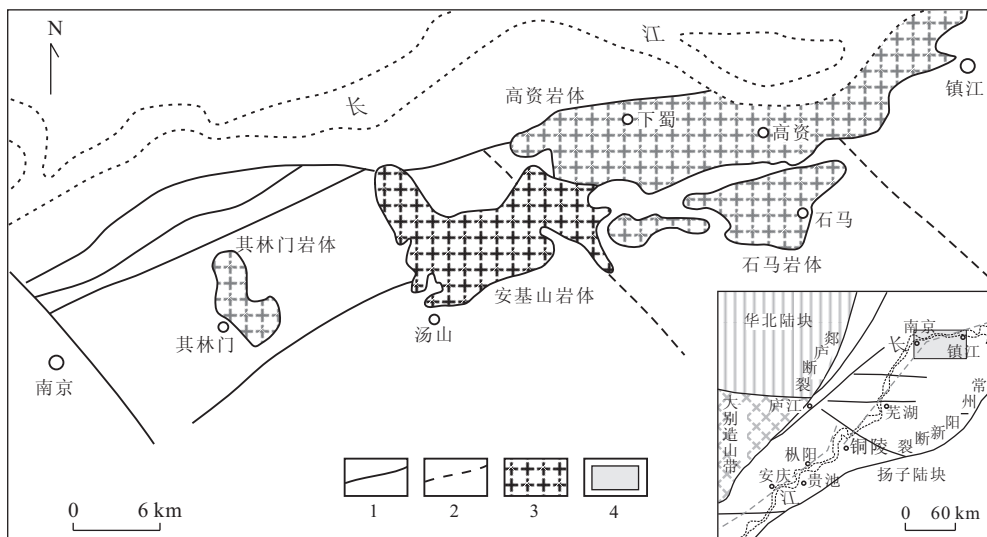 N
长
江
镇江
高资岩体
下蜀
高资
石马
石马岩体
其林门岩体
其林门
安基山岩体
汤山
南京
0 6 km
1
2
3
4
华北陆块
郯庐断裂
南京
长
镇江
大别造山带
庐江
芜湖
常州—阳新断裂
铜陵
枞阳
安庆
贵池
江
扬子陆块
0 60 km